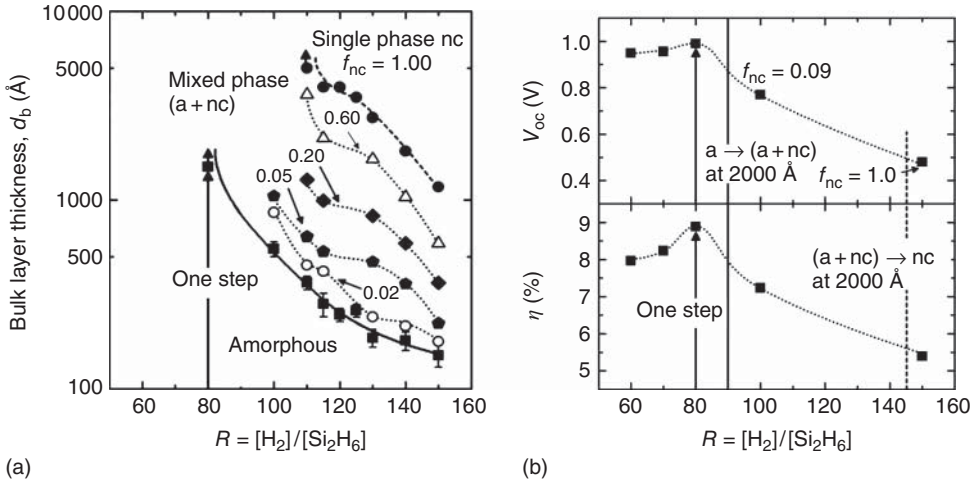 10000
5000
1000
500
100
Bulk layer thickness, d_b (Å)
Single phase nc
f_nc = 1.00
Mixed phase
(a + nc)
0.60
0.20
0.05
0.02
One step
Amorphous
60 80 100 120 140 160
R = [H₂]/[Si₂H₆]
(a)
1.0
0.8
0.6
0.4
V_oc (V)
f_nc = 0.09
a → (a + nc)
at 2000 Å
f_nc = 1.0
9
8
7
6
5
η (%)
(a + nc) → nc
at 2000 Å
One step
60 80 100 120 140 160
R = [H₂]/[Si₂H₆]
(b)